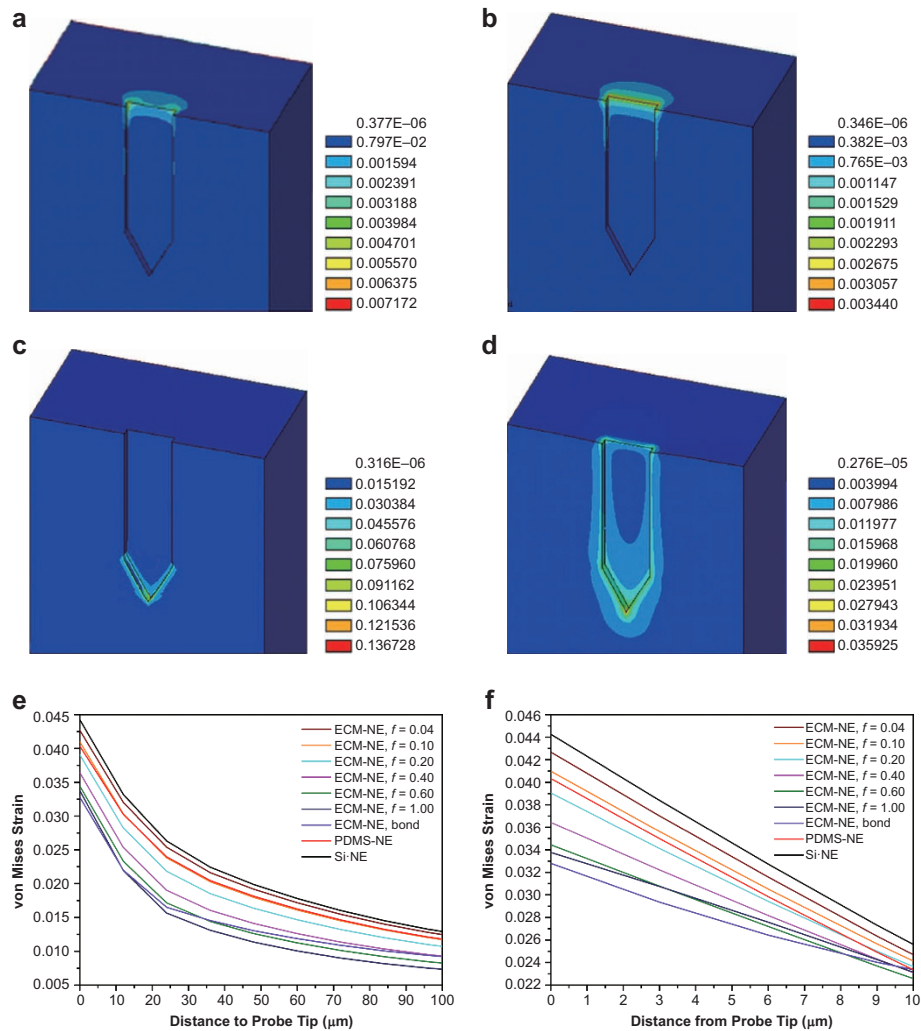 a
0.377E–06
0.797E–02
0.001594
0.002391
0.003188
0.003984
0.004701
0.005570
0.006375
0.007172
b
0.346E–06
0.382E–03
0.765E–03
0.001147
0.001529
0.001911
0.002293
0.002675
0.003057
0.003440
c
0.316E–06
0.015192
0.030384
0.045576
0.060768
0.075960
0.091162
0.106344
0.121536
0.136728
d
0.276E–05
0.003994
0.007986
0.011977
0.015968
0.019960
0.023951
0.027943
0.031934
0.035925
e
von Mises Strain
0.045
0.040
0.035
0.030
0.025
0.020
0.015
0.010
0.005
ECM-NE, f = 0.04
ECM-NE, f = 0.10
ECM-NE, f = 0.20
ECM-NE, f = 0.40
ECM-NE, f = 0.60
ECM-NE, f = 1.00
ECM-NE, bond
PDMS-NE
Si·NE
0 10 20 30 40 50 60 70 80 90 100
Distance to Probe Tip (μm)
f
von Mises Strain
0.046
0.044
0.042
0.040
0.038
0.036
0.034
0.032
0.030
0.028
0.026
0.024
0.022
ECM-NE, f = 0.04
ECM-NE, f = 0.10
ECM-NE, f = 0.20
ECM-NE, f = 0.40
ECM-NE, f = 0.60
ECM-NE, f = 1.00
ECM-NE, bond
PDMS-NE
Si·NE
0 1 2 3 4 5 6 7 8 9 10
Distance from Probe Tip (μm)